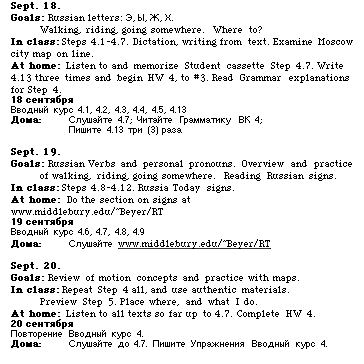 Sept. 18.
Goals: Russian letters: Э, Ы, Ж, Х.
Walking, riding, going somewhere. Where to?
In class: Steps 4.1-4.7. Dictation, writing from text. Examine Moscow
city map on line.
At home: Listen to and memorize Student cassette Step 4.7. Write
4.13 three times and begin HW 4, to #3. Read Grammar explanations
for Step 4.
18 сентября
Вводный курс 4.1, 4.2, 4.3, 4.4, 4.5, 4.13
Дома: Слушайте 4.7; Читайте Грамматику ВК 4;
Пишите 4.13 три (3) раза
Sept. 19.
Goals: Russian Verbs and personal pronouns. Overview and practice
of walking, riding, going somewhere. Reading Russian signs.
In class: Steps 4.8-4.12. Russia Today signs.
At home: Do the section on signs at
www.middlebury.edu/~Beyer/RT
19 сентября
Вводный курс 4.6, 4.7, 4.8, 4.9
Дома: Слушайте www.middlebury.edu/~Beyer/RT
Sept. 20.
Goals: Review of motion concepts and practice with maps.
In class: Repeat Step 4 all, and use authentic materials.
Preview Step 5. Place where, and what I do.
At home: Listen to all texts so far up to 4.7. Complete HW 4.
20 сентября
Повторение Вводный курс 4.
Дома: Слушайте до 4.7. Пишите Упражнения Вводный курс 4.